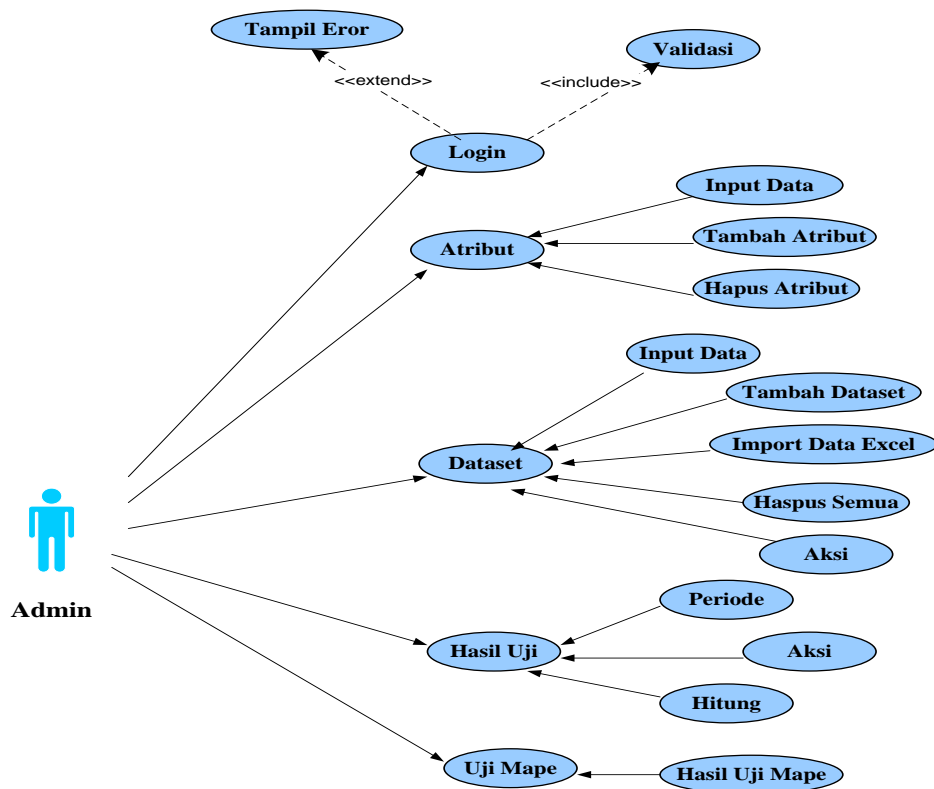 Tampil Eror
Validasi
<<extend>>
<<include>>
Login
Input Data
Tambah Atribut
Atribut
Hapus Atribut
Input Data
Tambah Dataset
Import Data Excel
Dataset
Haspus Semua
Aksi
Admin
Periode
Hasil Uji
Aksi
Hitung
Uji Mape
Hasil Uji Mape